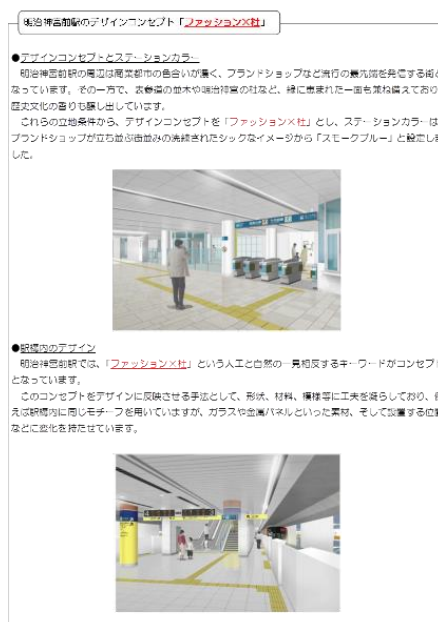 明治神宮前駅のデザインコンセプト「ファッション×杜」
●デザインコンセプトとステーションカラー
明治神宮前駅の周辺は商業都市の色合いが濃く、ブランドショップなど流行の最先端を発信する街と
なっています。その一方で、表参道の並木や明治神宮の杜など、緑に恵まれた一面も兼ね備えており
歴史文化の香りも醸し出しています。
これらの立地条件から、デザインコンセプトを「ファッション×杜」とし、ステーションカラーは
ブランドショップが立ち並ぶ街並みの洗練されたシックなイメージから「スモークブルー」と設定しま
した。
●駅構内のデザイン
明治神宮前駅では、「ファッション×杜」という人工と自然の一見相反するキーワードがコンセプト
となっています。
このコンセプトをデザインに反映させる手法として、形状、材料、模様等に工夫を凝らしており、例
えば駅構内に同じモチーフを用いていますが、ガラスや金属パネルといった素材、そして設置する位置
などに変化を持たせています。